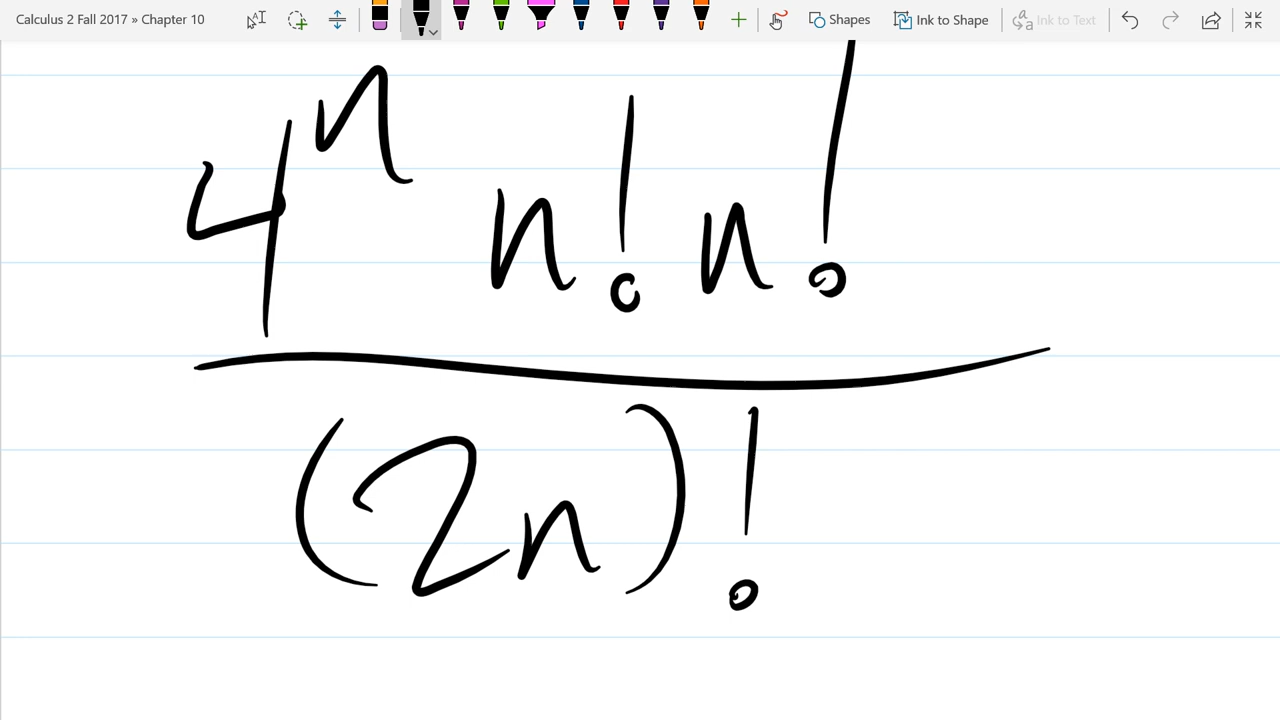 Calculus 2 Fall 2017 » Chapter 10 Shapes Ink to Shape Ink to Text
4^n n! n!
(2n)!